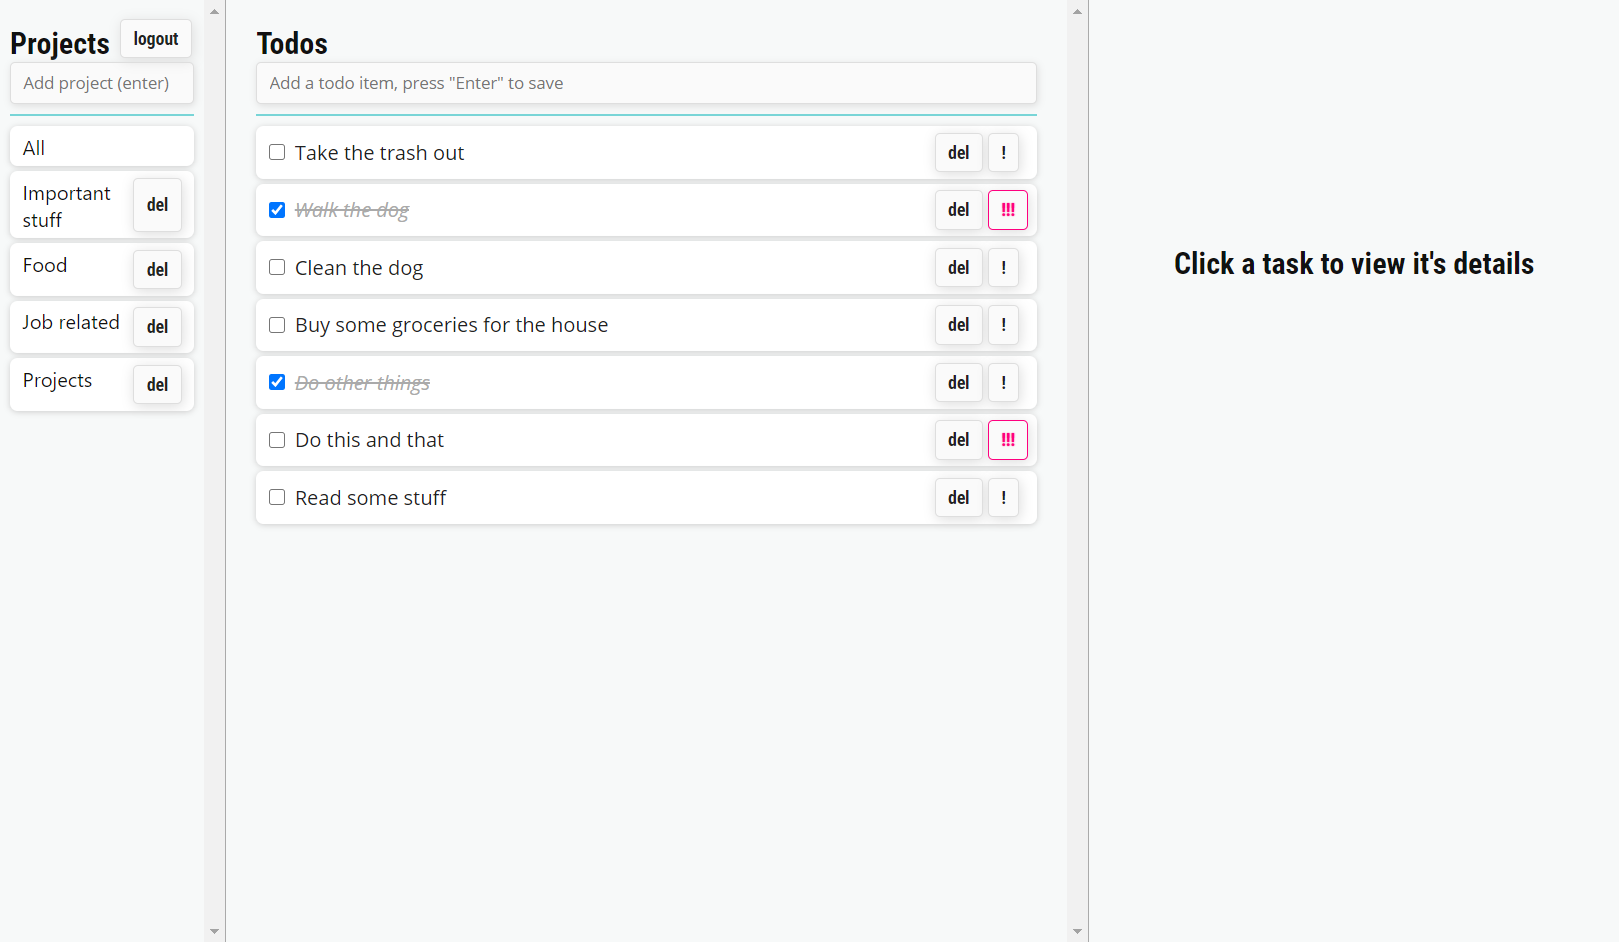 Projects
logout
Add project (enter)
All
Important
stuff
del
Food
del
Job related
del
Projects
del
Todos
Add a todo item, press "Enter" to save
Take the trash out del !
Walk the dog del !!!
Clean the dog del !
Buy some groceries for the house del !
Do other things del !
Do this and that del !!!
Read some stuff del !
Click a task to view it's details